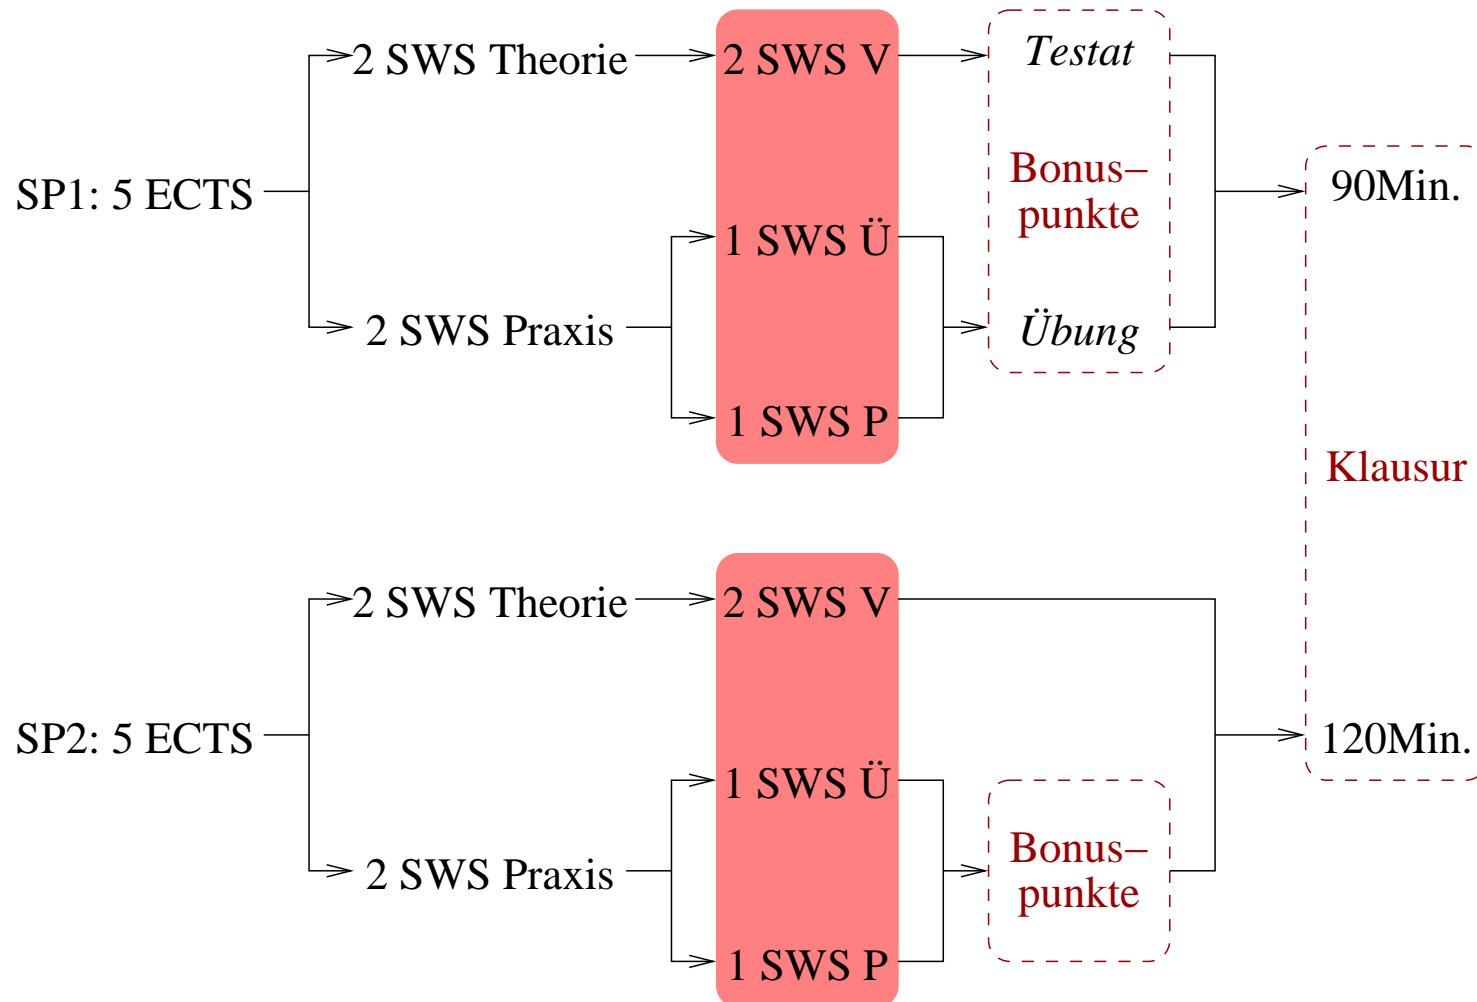 2 SWS Theorie
2 SWS V
Testat
SP1: 5 ECTS
Bonus–
punkte
90Min.
1 SWS Ü
2 SWS Praxis
Übung
1 SWS P
Klausur
2 SWS Theorie
2 SWS V
SP2: 5 ECTS
120Min.
1 SWS Ü
2 SWS Praxis
Bonus–
punkte
1 SWS P